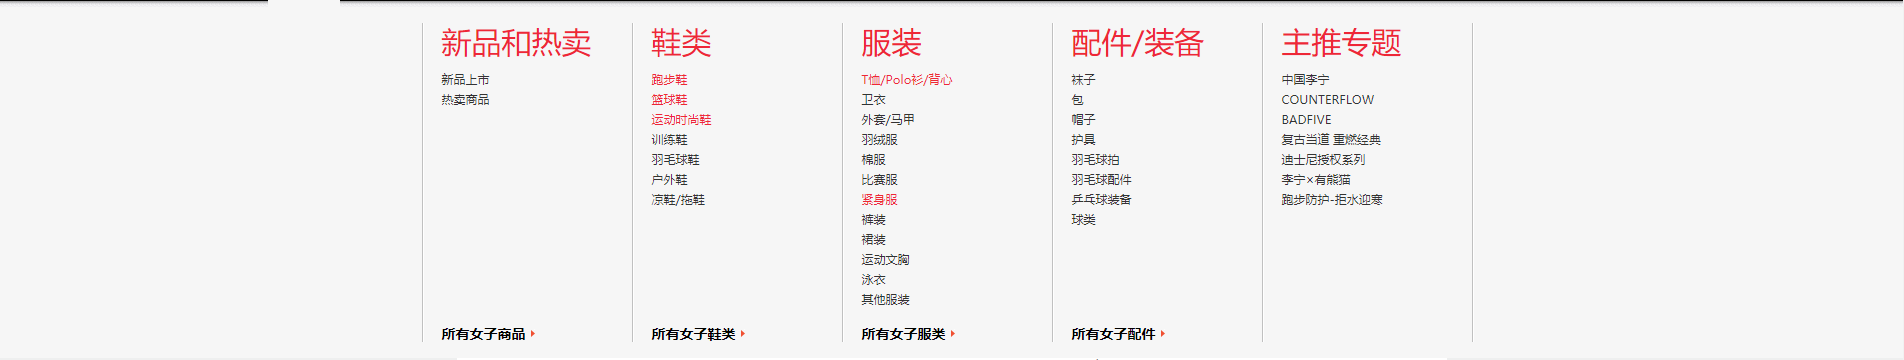 新品和热卖
新品上市
热卖商品
所有女子商品
鞋类
跑步鞋
篮球鞋
运动时尚鞋
训练鞋
羽毛球鞋
户外鞋
凉鞋/拖鞋
所有女子鞋类
服装
T恤/Polo衫/背心
卫衣
外套/马甲
羽绒服
棉服
比赛服
紧身服
裤装
裙装
运动文胸
泳衣
其他服装
所有女子服类
配件/装备
袜子
包
帽子
护具
羽毛球拍
羽毛球配件
乒乓球装备
球类
所有女子配件
主推专题
中国李宁
COUNTERFLOW
BADFIVE
复古当道 重燃经典
迪士尼授权系列
李宁×有熊猫
跑步防护-拒水迎寒